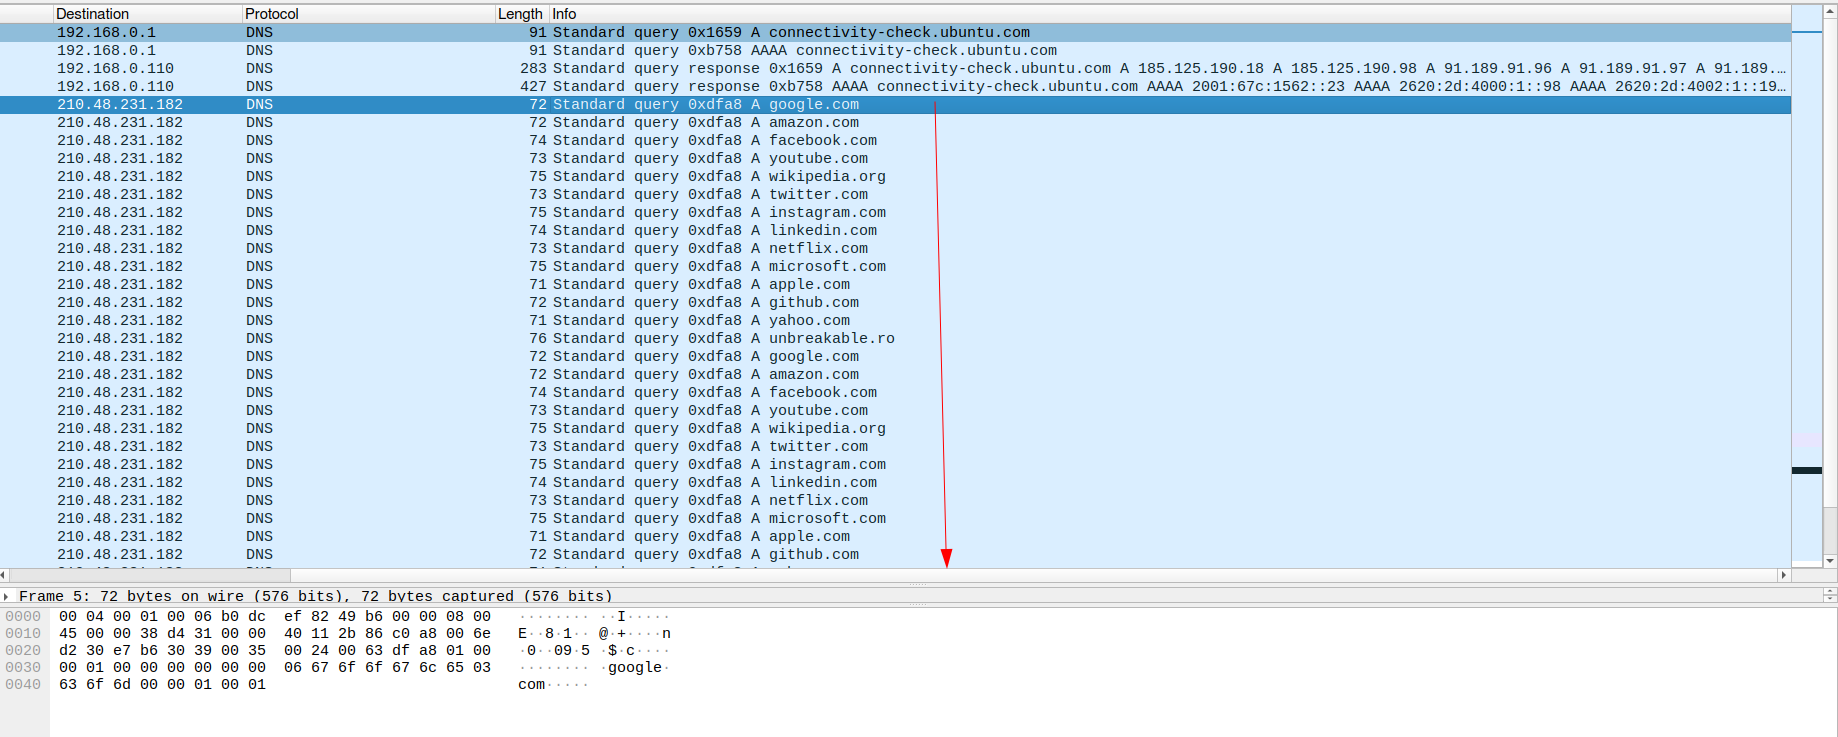 Destination Protocol Length Info
192.168.0.1 DNS 91 Standard query 0x1659 A connectivity-check.ubuntu.com
192.168.0.1 DNS 91 Standard query 0xb758 AAAA connectivity-check.ubuntu.com
192.168.0.110 DNS 283 Standard query response 0x1659 A connectivity-check.ubuntu.com A 185.125.190.18 A 185.125.190.98 A 91.189.91.96 A 91.189.91.97 A 91.189.…
192.168.0.110 DNS 427 Standard query response 0xb758 AAAA connectivity-check.ubuntu.com AAAA 2001:67c:1562::23 AAAA 2620:2d:4000:1::98 AAAA 2620:2d:4002:1::19…
210.48.231.182 DNS 72 Standard query 0xdfa8 A google.com
210.48.231.182 DNS 72 Standard query 0xdfa8 A amazon.com
210.48.231.182 DNS 74 Standard query 0xdfa8 A facebook.com
210.48.231.182 DNS 73 Standard query 0xdfa8 A youtube.com
210.48.231.182 DNS 75 Standard query 0xdfa8 A wikipedia.org
210.48.231.182 DNS 73 Standard query 0xdfa8 A twitter.com
210.48.231.182 DNS 75 Standard query 0xdfa8 A instagram.com
210.48.231.182 DNS 74 Standard query 0xdfa8 A linkedin.com
210.48.231.182 DNS 73 Standard query 0xdfa8 A netflix.com
210.48.231.182 DNS 75 Standard query 0xdfa8 A microsoft.com
210.48.231.182 DNS 71 Standard query 0xdfa8 A apple.com
210.48.231.182 DNS 72 Standard query 0xdfa8 A github.com
210.48.231.182 DNS 71 Standard query 0xdfa8 A yahoo.com
210.48.231.182 DNS 76 Standard query 0xdfa8 A unbreakable.ro
210.48.231.182 DNS 72 Standard query 0xdfa8 A google.com
210.48.231.182 DNS 72 Standard query 0xdfa8 A amazon.com
210.48.231.182 DNS 74 Standard query 0xdfa8 A facebook.com
210.48.231.182 DNS 73 Standard query 0xdfa8 A youtube.com
210.48.231.182 DNS 75 Standard query 0xdfa8 A wikipedia.org
210.48.231.182 DNS 73 Standard query 0xdfa8 A twitter.com
210.48.231.182 DNS 75 Standard query 0xdfa8 A instagram.com
210.48.231.182 DNS 74 Standard query 0xdfa8 A linkedin.com
210.48.231.182 DNS 73 Standard query 0xdfa8 A netflix.com
210.48.231.182 DNS 75 Standard query 0xdfa8 A microsoft.com
210.48.231.182 DNS 71 Standard query 0xdfa8 A apple.com
210.48.231.182 DNS 72 Standard query 0xdfa8 A github.com
Frame 5: 72 bytes on wire (576 bits), 72 bytes captured (576 bits)
0000 00 04 00 01 00 06 b0 dc ef 82 49 b6 00 00 08 00 ········ ··I·····
0010 45 00 00 38 d4 31 00 00 40 11 2b 86 c0 a8 00 6e E··8·1·· @·+····n
0020 d2 30 e7 b6 30 39 00 35 00 24 00 63 df a8 01 00 ·0··09·5 ·$·c····
0030 00 01 00 00 00 00 00 00 06 67 6f 6f 67 6c 65 03 ········ ·google·
0040 63 6f 6d 00 00 01 00 01 com·····